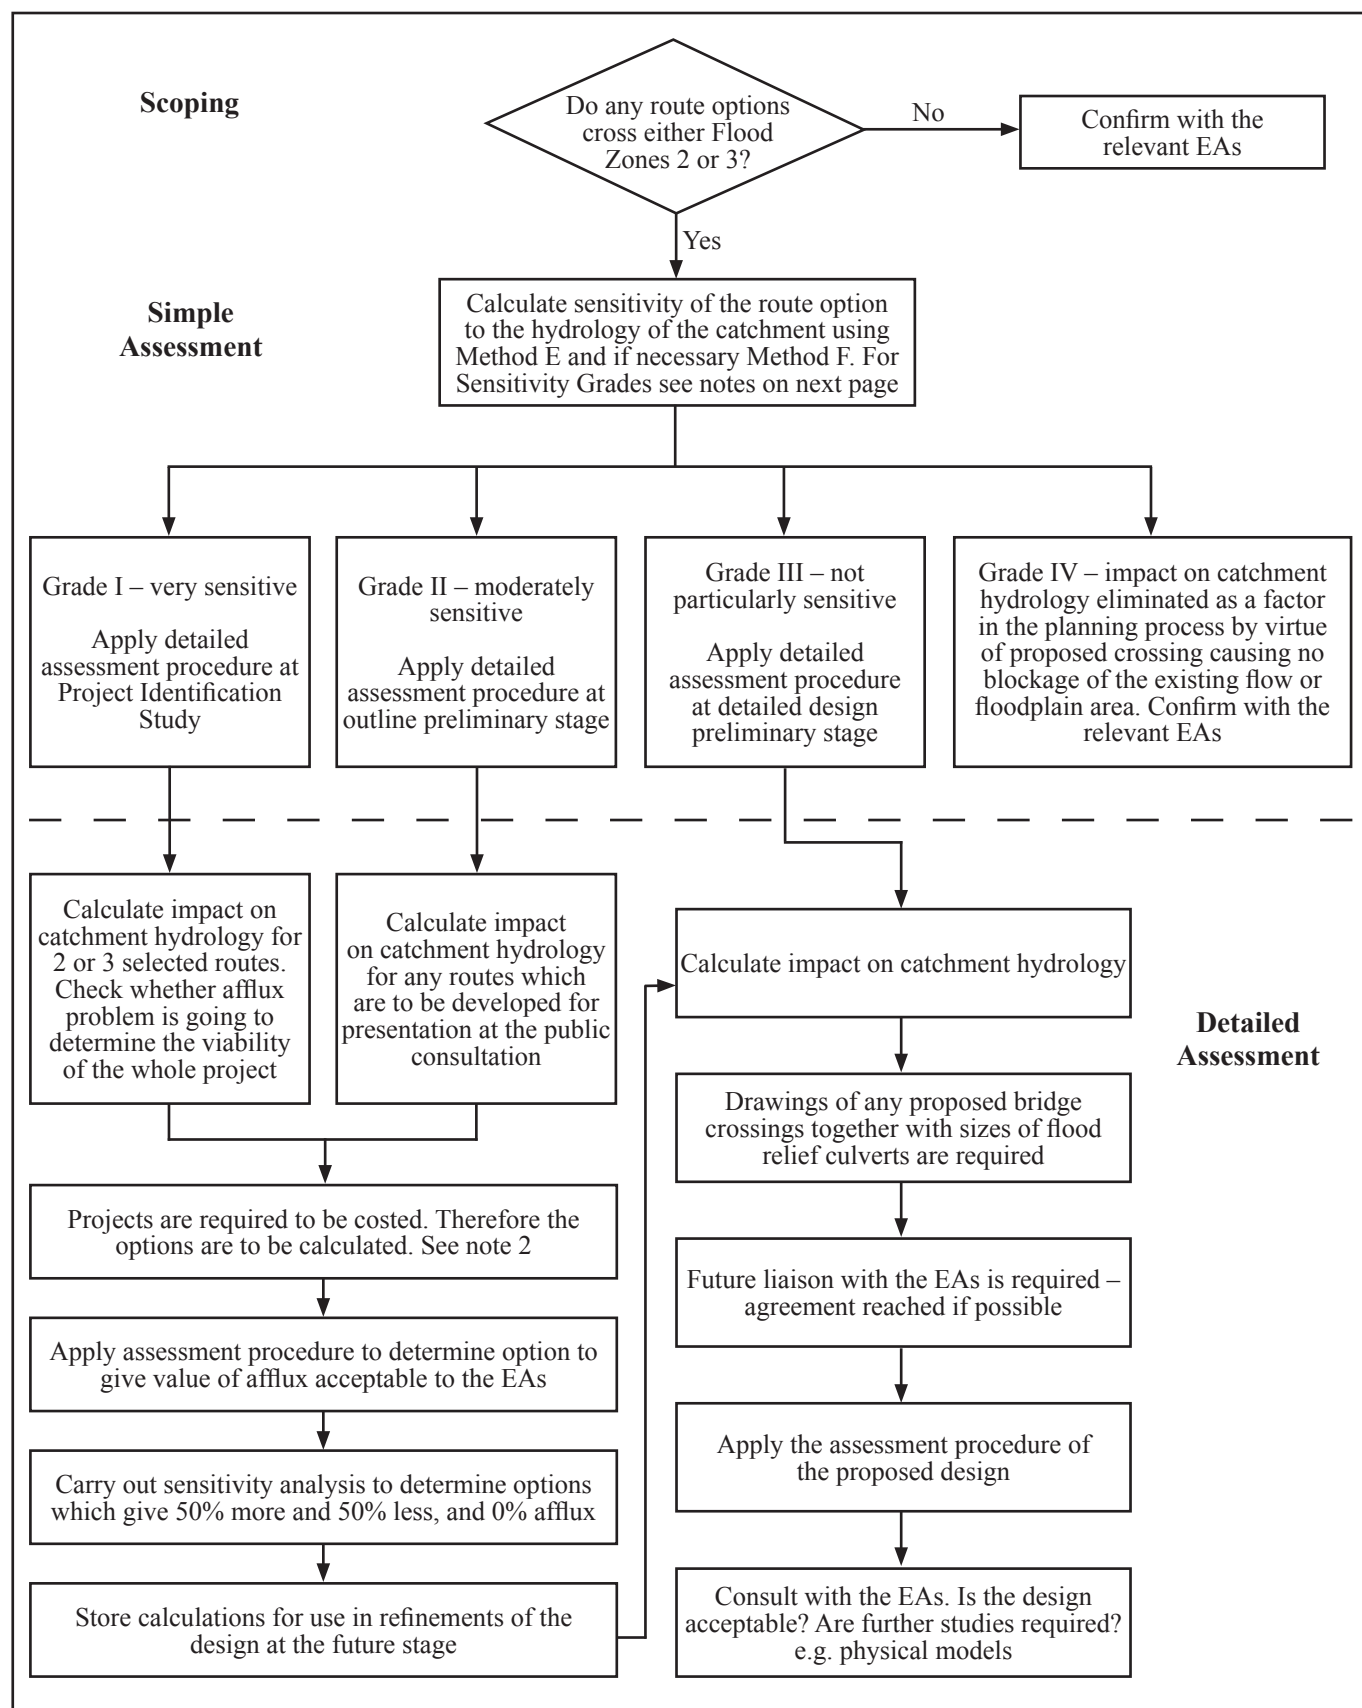 Scoping
Do any route options
cross either Flood
Zones 2 or 3?
No
Confirm with the
relevant EAs
Yes
Simple
Assessment
Calculate sensitivity of the route option
to the hydrology of the catchment using
Method E and if necessary Method F. For
Sensitivity Grades see notes on next page
Grade I – very sensitive
Apply detailed
assessment procedure at
Project Identification
Study
Grade II – moderately
sensitive
Apply detailed
assessment procedure at
outline preliminary stage
Grade III – not
particularly sensitive
Apply detailed
assessment procedure
at detailed design
preliminary stage
Grade IV – impact on catchment
hydrology eliminated as a factor
in the planning process by virtue
of proposed crossing causing no
blockage of the existing flow or
floodplain area. Confirm with the
relevant EAs
Calculate impact on
catchment hydrology for
2 or 3 selected routes.
Check whether afflux
problem is going to
determine the viability
of the whole project
Calculate impact
on catchment hydrology
for any routes which
are to be developed for
presentation at the public
consultation
Calculate impact on catchment hydrology
Detailed
Assessment
Drawings of any proposed bridge
crossings together with sizes of flood
relief culverts are required
Projects are required to be costed. Therefore the
options are to be calculated. See note 2
Future liaison with the EAs is required –
agreement reached if possible
Apply assessment procedure to determine option to
give value of afflux acceptable to the EAs
Apply the assessment procedure of
the proposed design
Carry out sensitivity analysis to determine options
which give 50% more and 50% less, and 0% afflux
Store calculations for use in refinements of the
design at the future stage
Consult with the EAs. Is the design
acceptable? Are further studies required?
e.g. physical models